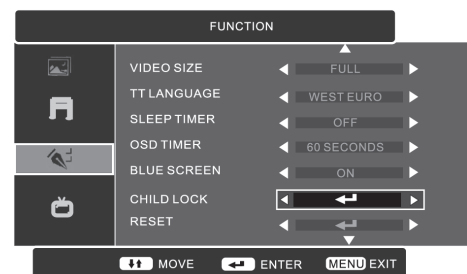 FUNCTION
VIDEO SIZE FULL
TT LANGUAGE WEST EURO
SLEEP TIMER OFF
OSD TIMER 60 SECONDS
BLUE SCREEN ON
CHILD LOCK
RESET
MOVE ENTER MENU EXIT